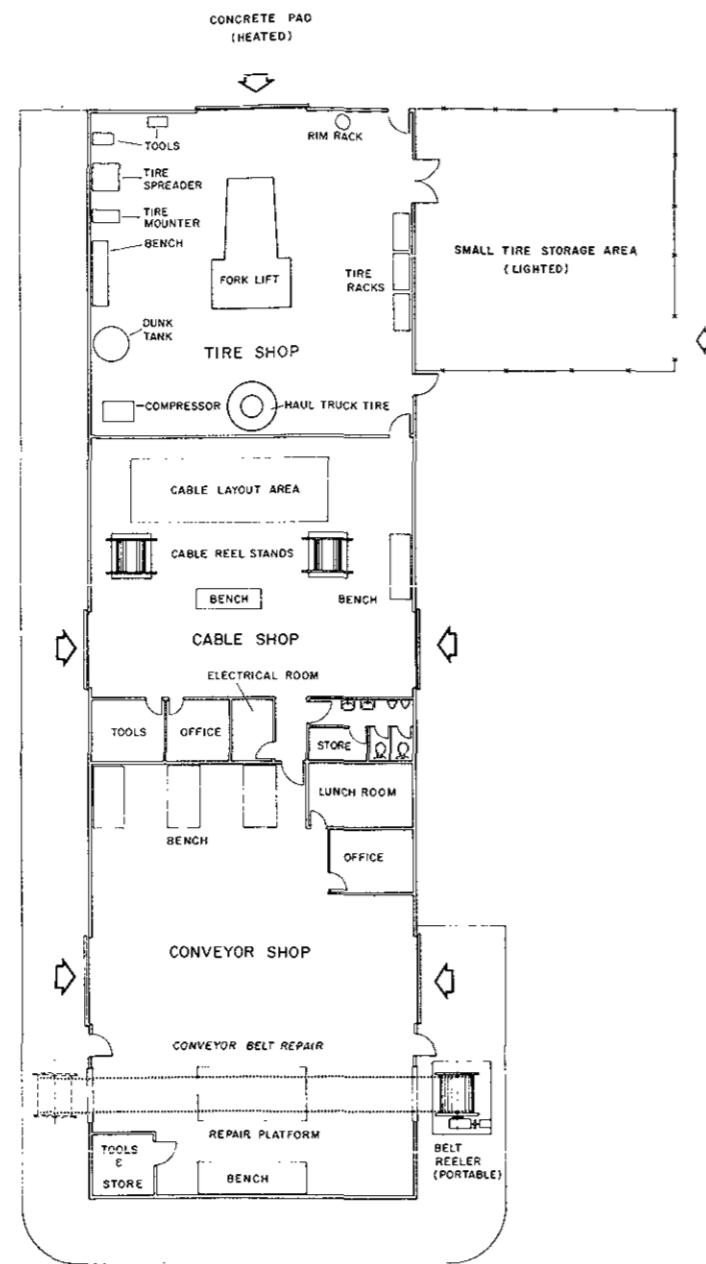 CONCRETE PAD
(HEATED)
TOOLS
RIM RACK
TIRE
SPREADER
TIRE
MOUNTER
BENCH
FORK LIFT
TIRE
RACKS
SMALL TIRE STORAGE AREA
(LIGHTED)
DUNK
TANK
TIRE SHOP
COMPRESSOR
HAUL TRUCK TIRE
CABLE LAYOUT AREA
CABLE REEL STANDS
BENCH
BENCH
CABLE SHOP
ELECTRICAL ROOM
TOOLS
OFFICE
STORE
LUNCH ROOM
BENCH
OFFICE
CONVEYOR SHOP
CONVEYOR BELT REPAIR
REPAIR PLATFORM
TOOLS
&
STORE
BENCH
BELT
REELER
(PORTABLE)